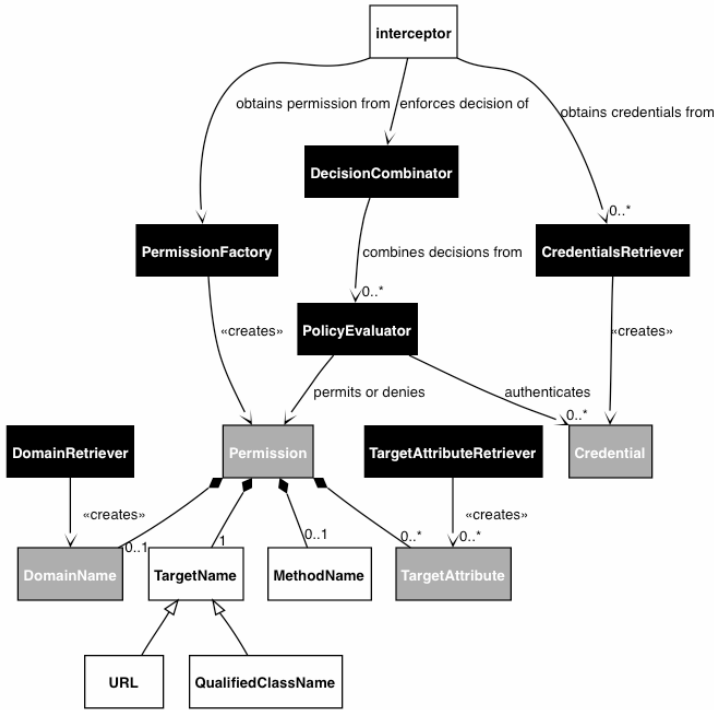 interceptor
obtains permission from
enforces decision of
obtains credentials from
DecisionCombinator
0..*
PermissionFactory
combines decisions from
CredentialsRetriever
0..*
«creates»
PolicyEvaluator
«creates»
permits or denies
authenticates
0..*
DomainRetriever
Permission
TargetAttributeRetriever
Credential
«creates»
«creates»
0..1
1
0..1
0..*
0..*
DomainName
TargetName
MethodName
TargetAttribute
URL
QualifiedClassName